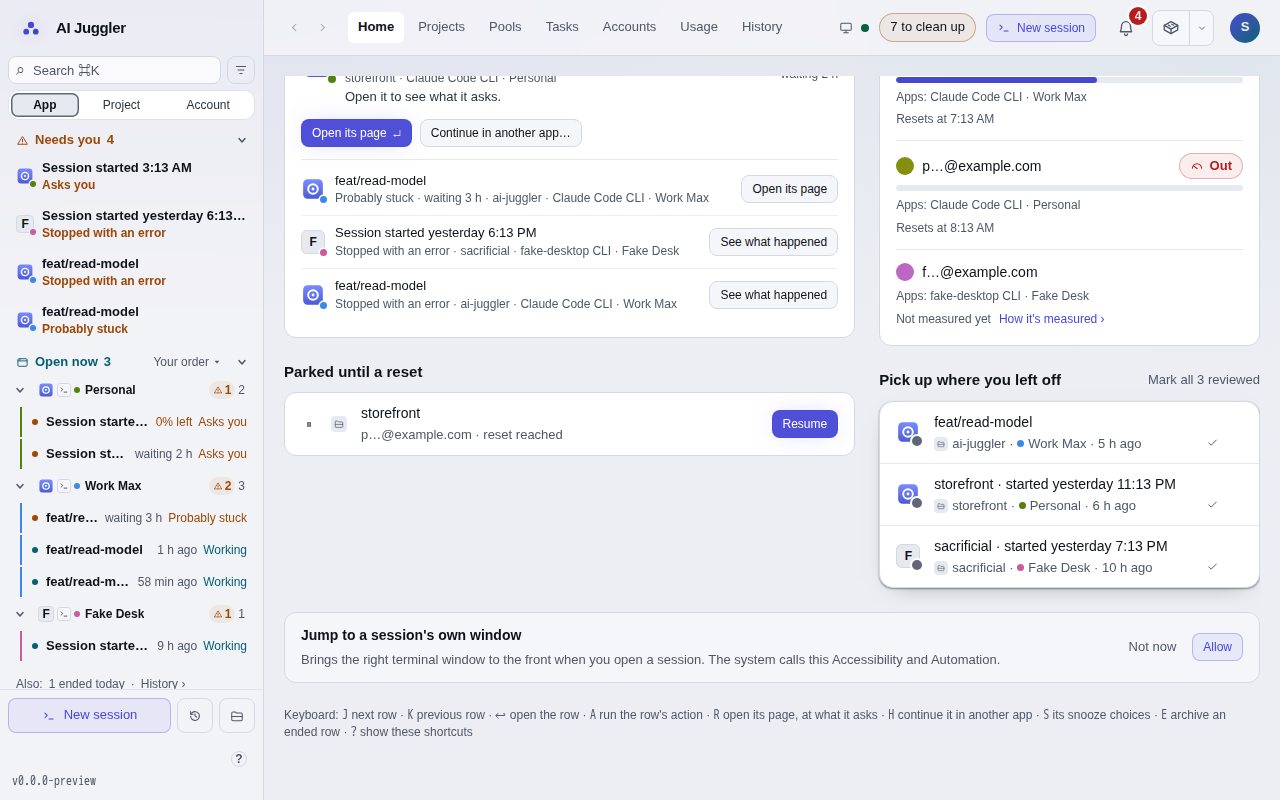 AI Juggler
Search ⌘K
App Project Account
Needs you 4
Session started 3:13 AM
Asks you
F Session started yesterday 6:13…
Stopped with an error
feat/read-model
Stopped with an error
feat/read-model
Probably stuck
Open now 3 Your order
Personal 1 2
Session starte… 0% left Asks you
Session st… waiting 2 h Asks you
Work Max 2 3
feat/re… waiting 3 h Probably stuck
feat/read-model 1 h ago Working
feat/read-m… 58 min ago Working
F Fake Desk 1 1
Session starte… 9 h ago Working
Also: 1 ended today · History ›
New session
?
v0.0.0-preview
Home Projects Pools Tasks Accounts Usage History
7 to clean up
New session
4
S
storefront · Claude Code CLI · Personal waiting 2 h
Open it to see what it asks.
Open its page ↵ Continue in another app…
feat/read-model
Probably stuck · waiting 3 h · ai-juggler · Claude Code CLI · Work Max
Open its page
F Session started yesterday 6:13 PM
Stopped with an error · sacrificial · fake-desktop CLI · Fake Desk
See what happened
feat/read-model
Stopped with an error · ai-juggler · Claude Code CLI · Work Max
See what happened
Parked until a reset
storefront
p…@example.com · reset reached
Resume
Apps: Claude Code CLI · Work Max
Resets at 7:13 AM
p…@example.com Out
Apps: Claude Code CLI · Personal
Resets at 8:13 AM
f…@example.com
Apps: fake-desktop CLI · Fake Desk
Not measured yet How it's measured ›
Pick up where you left off Mark all 3 reviewed
feat/read-model
ai-juggler · Work Max · 5 h ago
storefront · started yesterday 11:13 PM
storefront · Personal · 6 h ago
F sacrificial · started yesterday 7:13 PM
sacrificial · Fake Desk · 10 h ago
Jump to a session's own window
Brings the right terminal window to the front when you open a session. The system calls this Accessibility and Automation.
Not now Allow
Keyboard: J next row · K previous row · ↩ open the row · A run the row's action · R open its page, at what it asks · H continue it in another app · S its snooze choices · E archive an
ended row · ? show these shortcuts